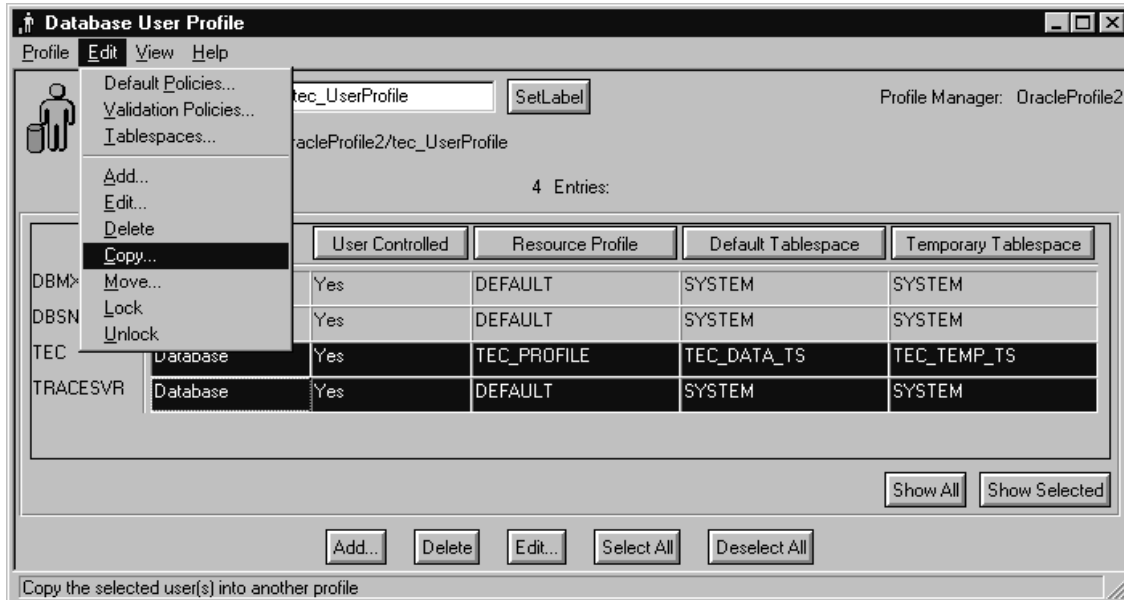 Database User Profile
Profile Edit View Help
Default Policies...
Validation Policies...
Tablespaces...
Add...
Edit...
Delete
Copy...
Move...
Lock
Unlock
tec_UserProfile SetLabel Profile Manager: OracleProfile2
racleProfile2/tec_UserProfile
4 Entries:
User Controlled Resource Profile Default Tablespace Temporary Tablespace
DBMX Yes DEFAULT SYSTEM SYSTEM
DBSN Yes DEFAULT SYSTEM SYSTEM
TEC Database Yes TEC_PROFILE TEC_DATA_TS TEC_TEMP_TS
TRACESVR Database Yes DEFAULT SYSTEM SYSTEM
Show All Show Selected
Add... Delete Edit... Select All Deselect All
Copy the selected user(s) into another profile